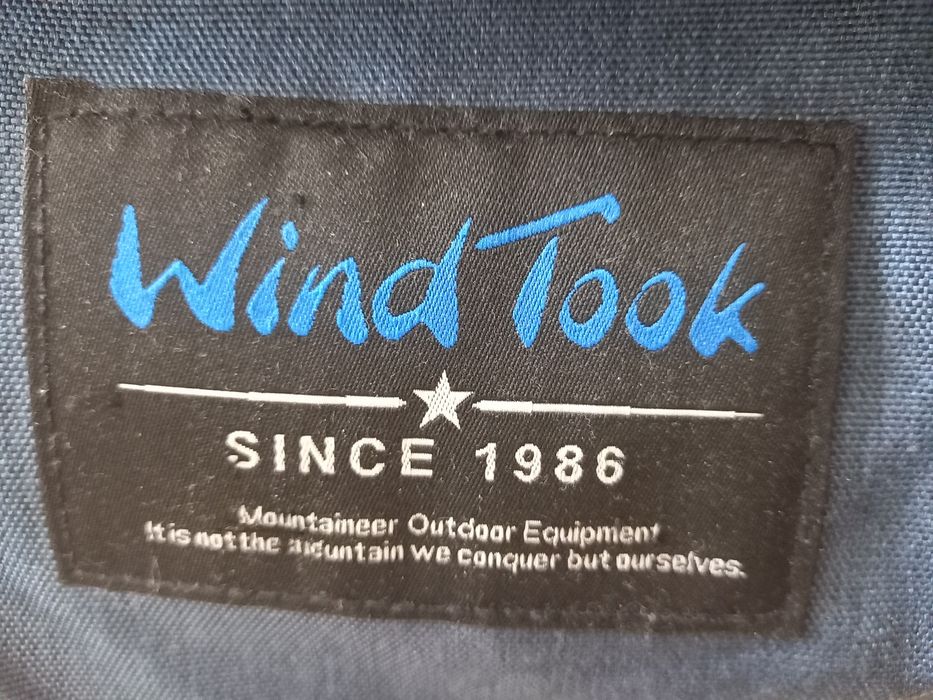 Wind Took
SINCE 1986
Mountaineer Outdoor Equipment
It is not the mountain we conquer but ourselves.